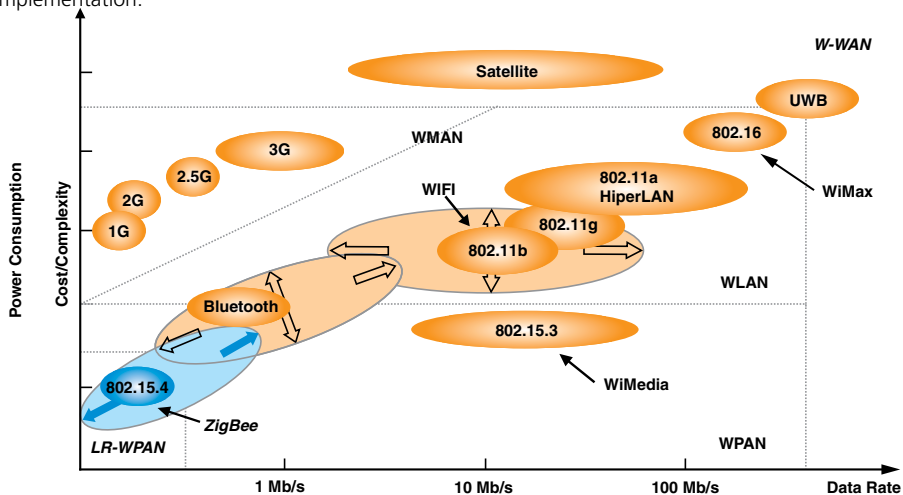 implementation.
W-WAN
Satellite
UWB
802.16
WMAN
3G
2.5G
802.11a
HiperLAN
WiMax
WIFI
2G
802.11g
1G
802.11b
WLAN
Bluetooth
802.15.3
WiMedia
802.15.4
ZigBee
LR-WPAN
WPAN
Power Consumption
Cost/Complexity
1 Mb/s
10 Mb/s
100 Mb/s
Data Rate